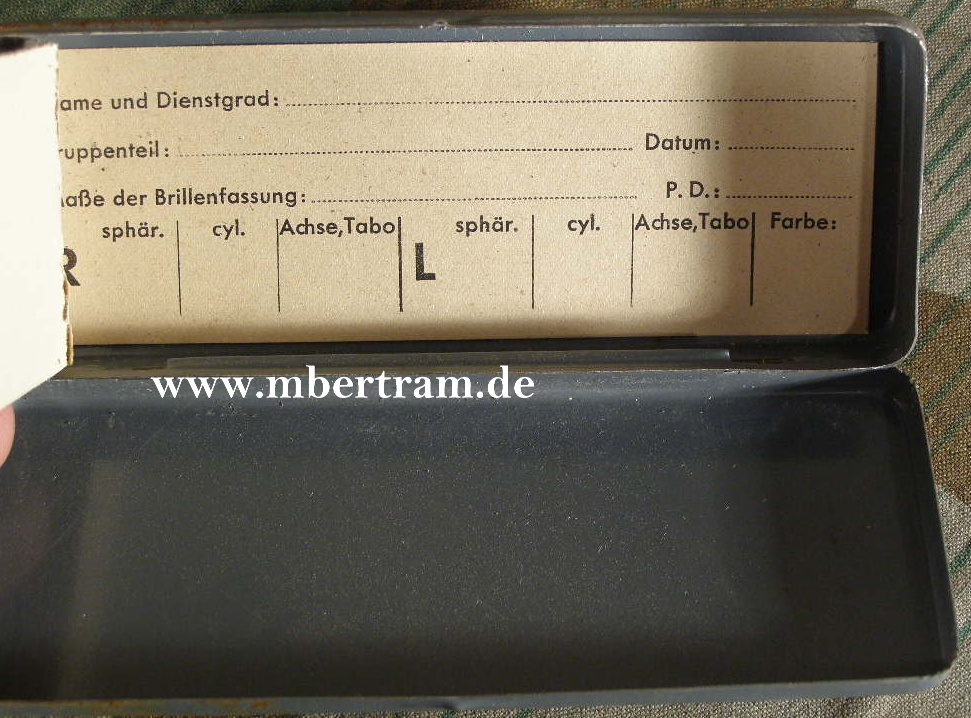 ame und Dienstgrad:
ruppenteil: Datum:
aße der Brillenfassung: P. D.:
R sphär. cyl. Achse,Tabo L sphär. cyl. Achse,Tabo Farbe:
www.mbertram.de